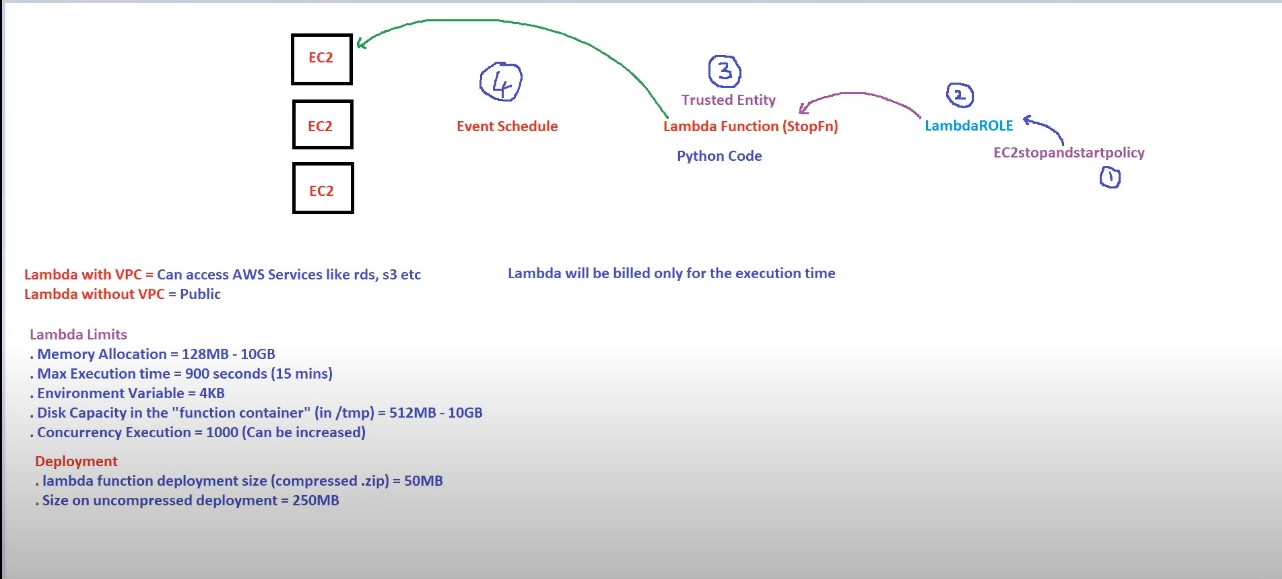 EC2
EC2
EC2
4
Event Schedule
3
Trusted Entity
Lambda Function (StopFn)
Python Code
2
LambdaROLE
EC2stopandstartpolicy
1
Lambda with VPC = Can access AWS Services like rds, s3 etc
Lambda without VPC = Public
Lambda will be billed only for the execution time
Lambda Limits
. Memory Allocation = 128MB - 10GB
. Max Execution time = 900 seconds (15 mins)
. Environment Variable = 4KB
. Disk Capacity in the "function container" (in /tmp) = 512MB - 10GB
. Concurrency Execution = 1000 (Can be increased)
Deployment
. lambda function deployment size (compressed .zip) = 50MB
. Size on uncompressed deployment = 250MB